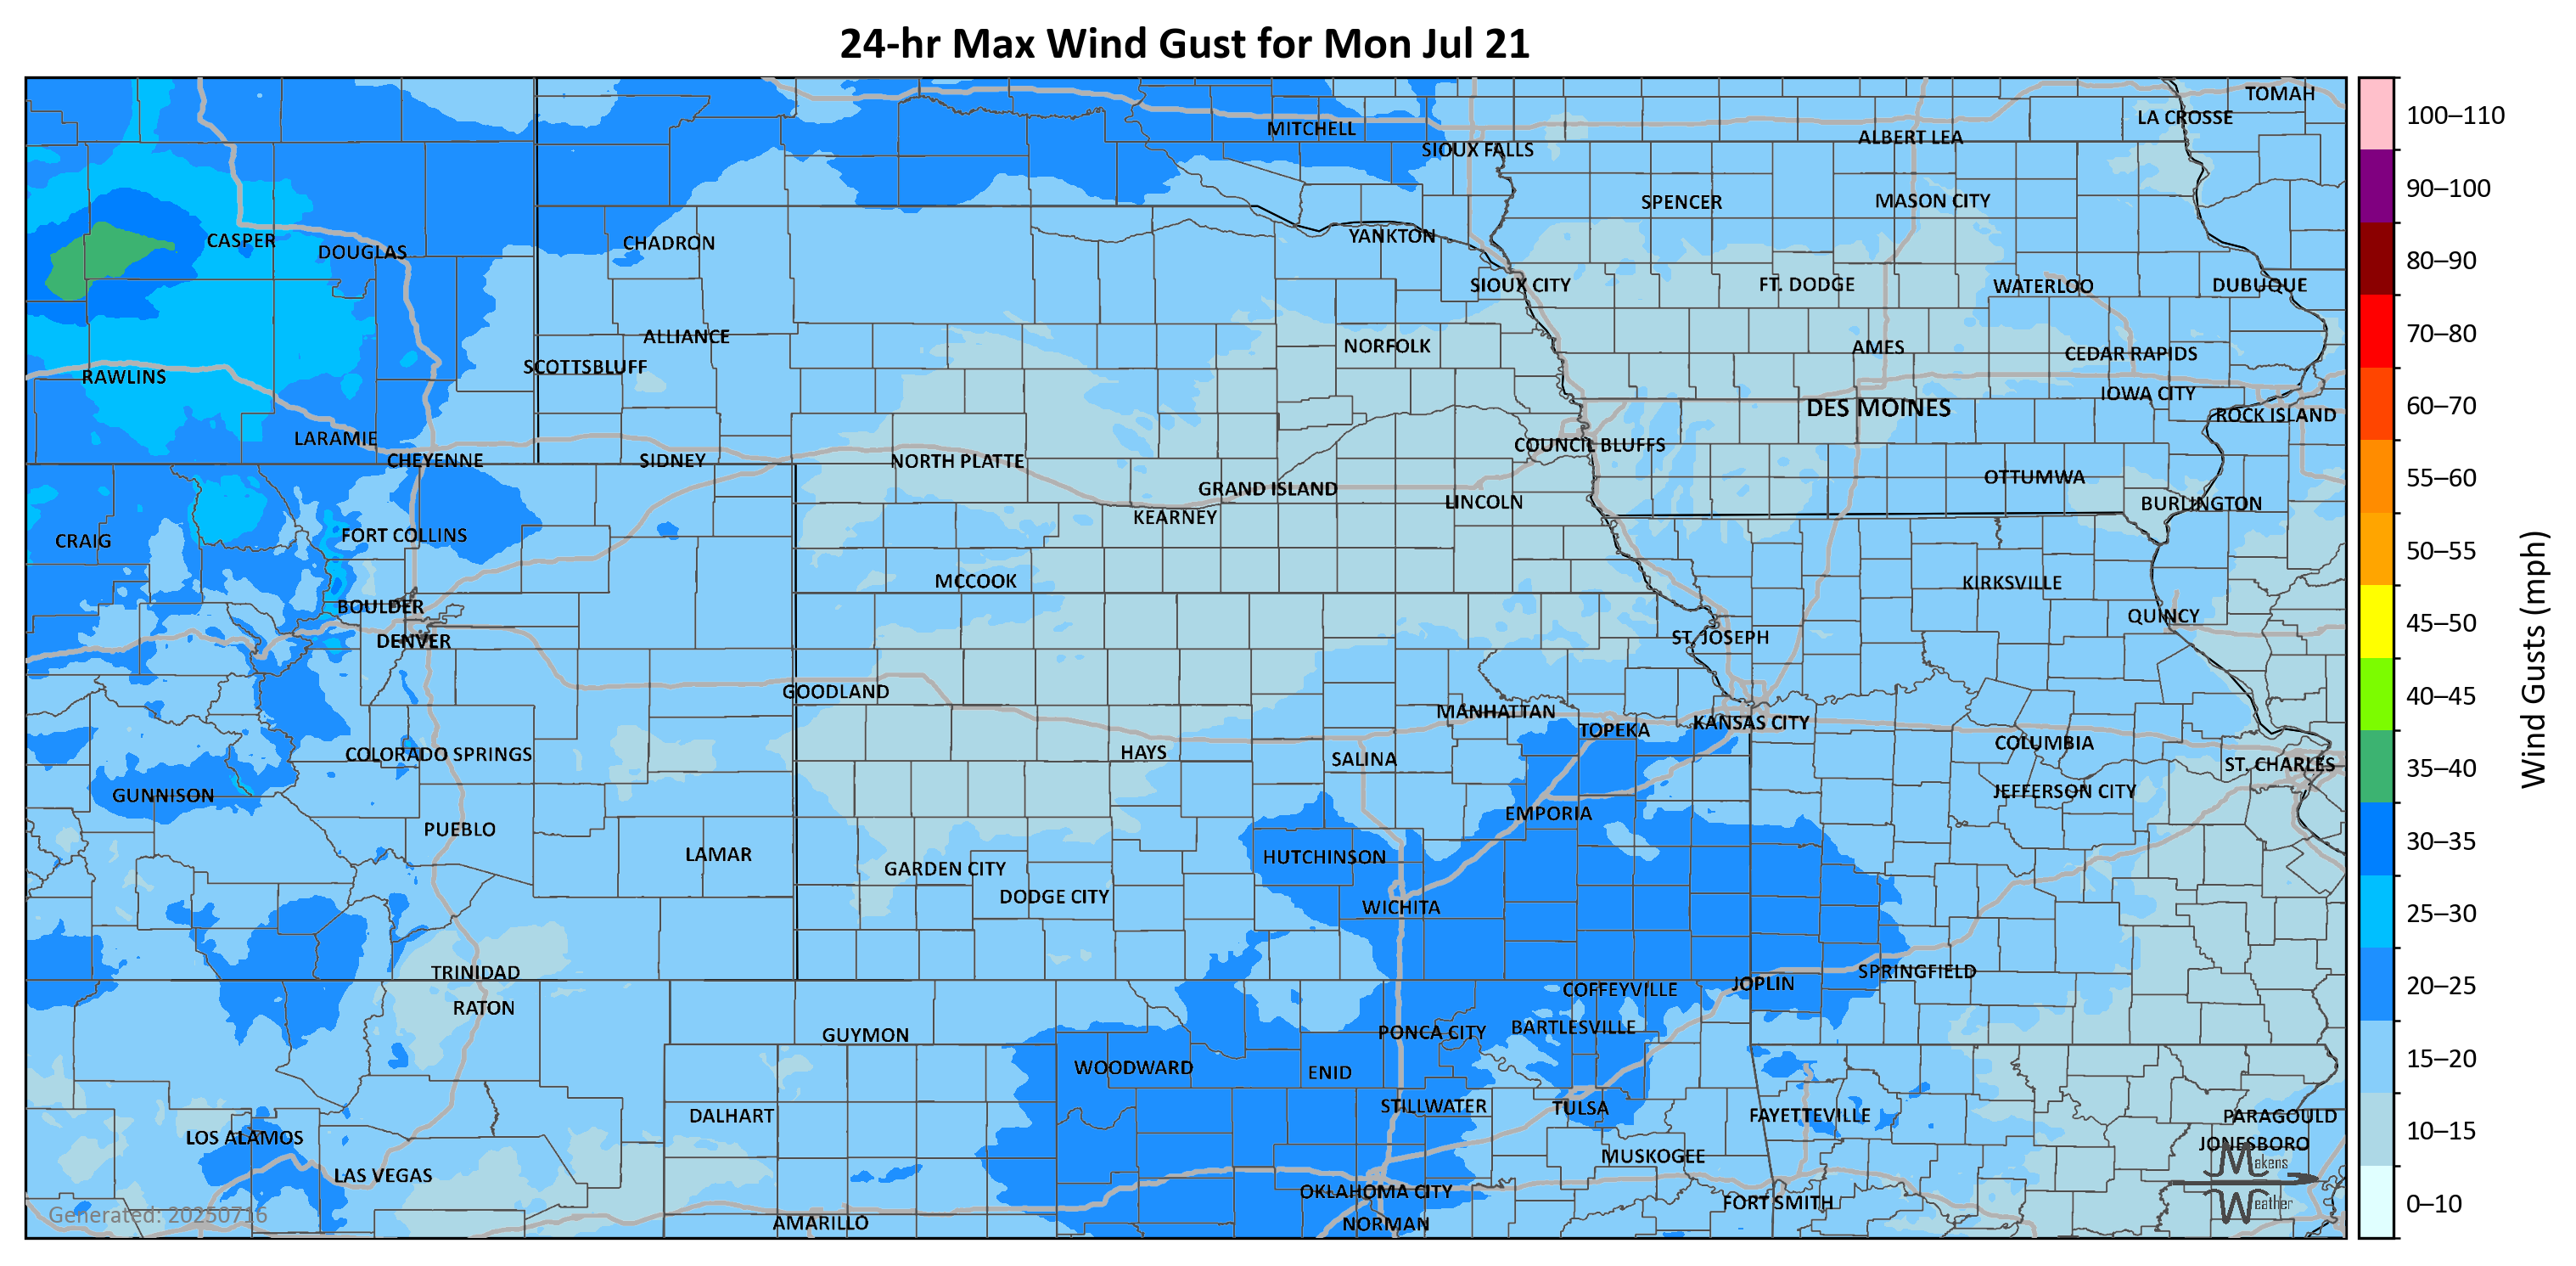 24-hr Max Wind Gust for Mon Jul 21
TOMAH
LA CROSSE
MITCHELL
ALBERT LEA
SIOUX FALLS
SPENCER
MASON CITY
YANKTON
CASPER
CHADRON
DOUGLAS
SIOUX CITY
FT. DODGE
WATERLOO
DUBUQUE
ALLIANCE
NORFOLK
AMES
CEDAR RAPIDS
SCOTTSBLUFF
RAWLINS
IOWA CITY
DES MOINES
ROCK ISLAND
LARAMIE
COUNCIL BLUFFS
CHEYENNE
SIDNEY
NORTH PLATTE
OTTUMWA
GRAND ISLAND
LINCOLN
BURLINGTON
KEARNEY
FORT COLLINS
CRAIG
MCCOOK
KIRKSVILLE
BOULDER
QUINCY
DENVER
ST. JOSEPH
GOODLAND
MANHATTAN
KANSAS CITY
TOPEKA
COLUMBIA
COLORADO SPRINGS
HAYS
SALINA
ST. CHARLES
JEFFERSON CITY
GUNNISON
EMPORIA
PUEBLO
LAMAR
HUTCHINSON
GARDEN CITY
DODGE CITY
WICHITA
TRINIDAD
SPRINGFIELD
JOPLIN
COFFEYVILLE
RATON
BARTLESVILLE
PONCA CITY
GUYMON
WOODWARD
ENID
STILLWATER
TULSA
DALHART
FAYETTEVILLE
PARAGOULD
LOS ALAMOS
JONESBORO
MUSKOGEE
LAS VEGAS
OKLAHOMA CITY
FORT SMITH
AMARILLO
NORMAN
Generated: 20250716
Makens
Weather
100–110
90–100
80–90
70–80
60–70
55–60
50–55
45–50
40–45
35–40
30–35
25–30
20–25
15–20
10–15
0–10
Wind Gusts (mph)